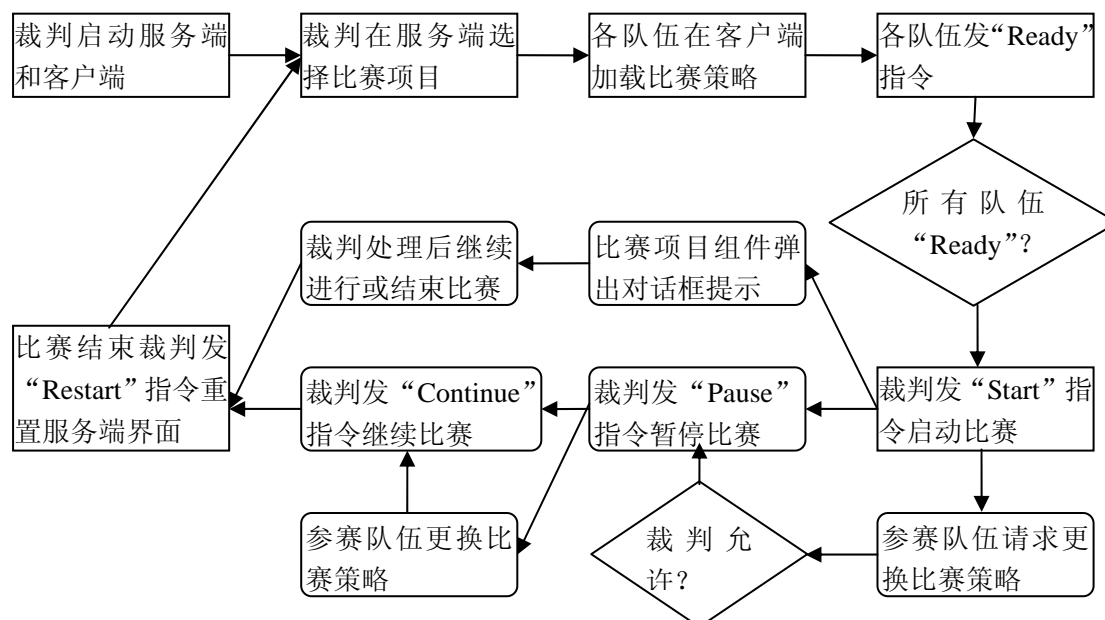 裁判启动服务端
和客户端
裁判在服务端选
择比赛项目
各队伍在客户端
加载比赛策略
各队伍发“Ready”
指令
所有队伍
“Ready”？
裁判处理后继续
进行或结束比赛
比赛项目组件弹
出对话框提示
比赛结束裁判发
“Restart”指令重
置服务端界面
裁判发“Continue”
指令继续比赛
裁判发“Pause”
指令暂停比赛
裁判发“Start”指
令启动比赛
参赛队伍更换比
赛策略
裁判允
许？
参赛队伍请求更
换比赛策略